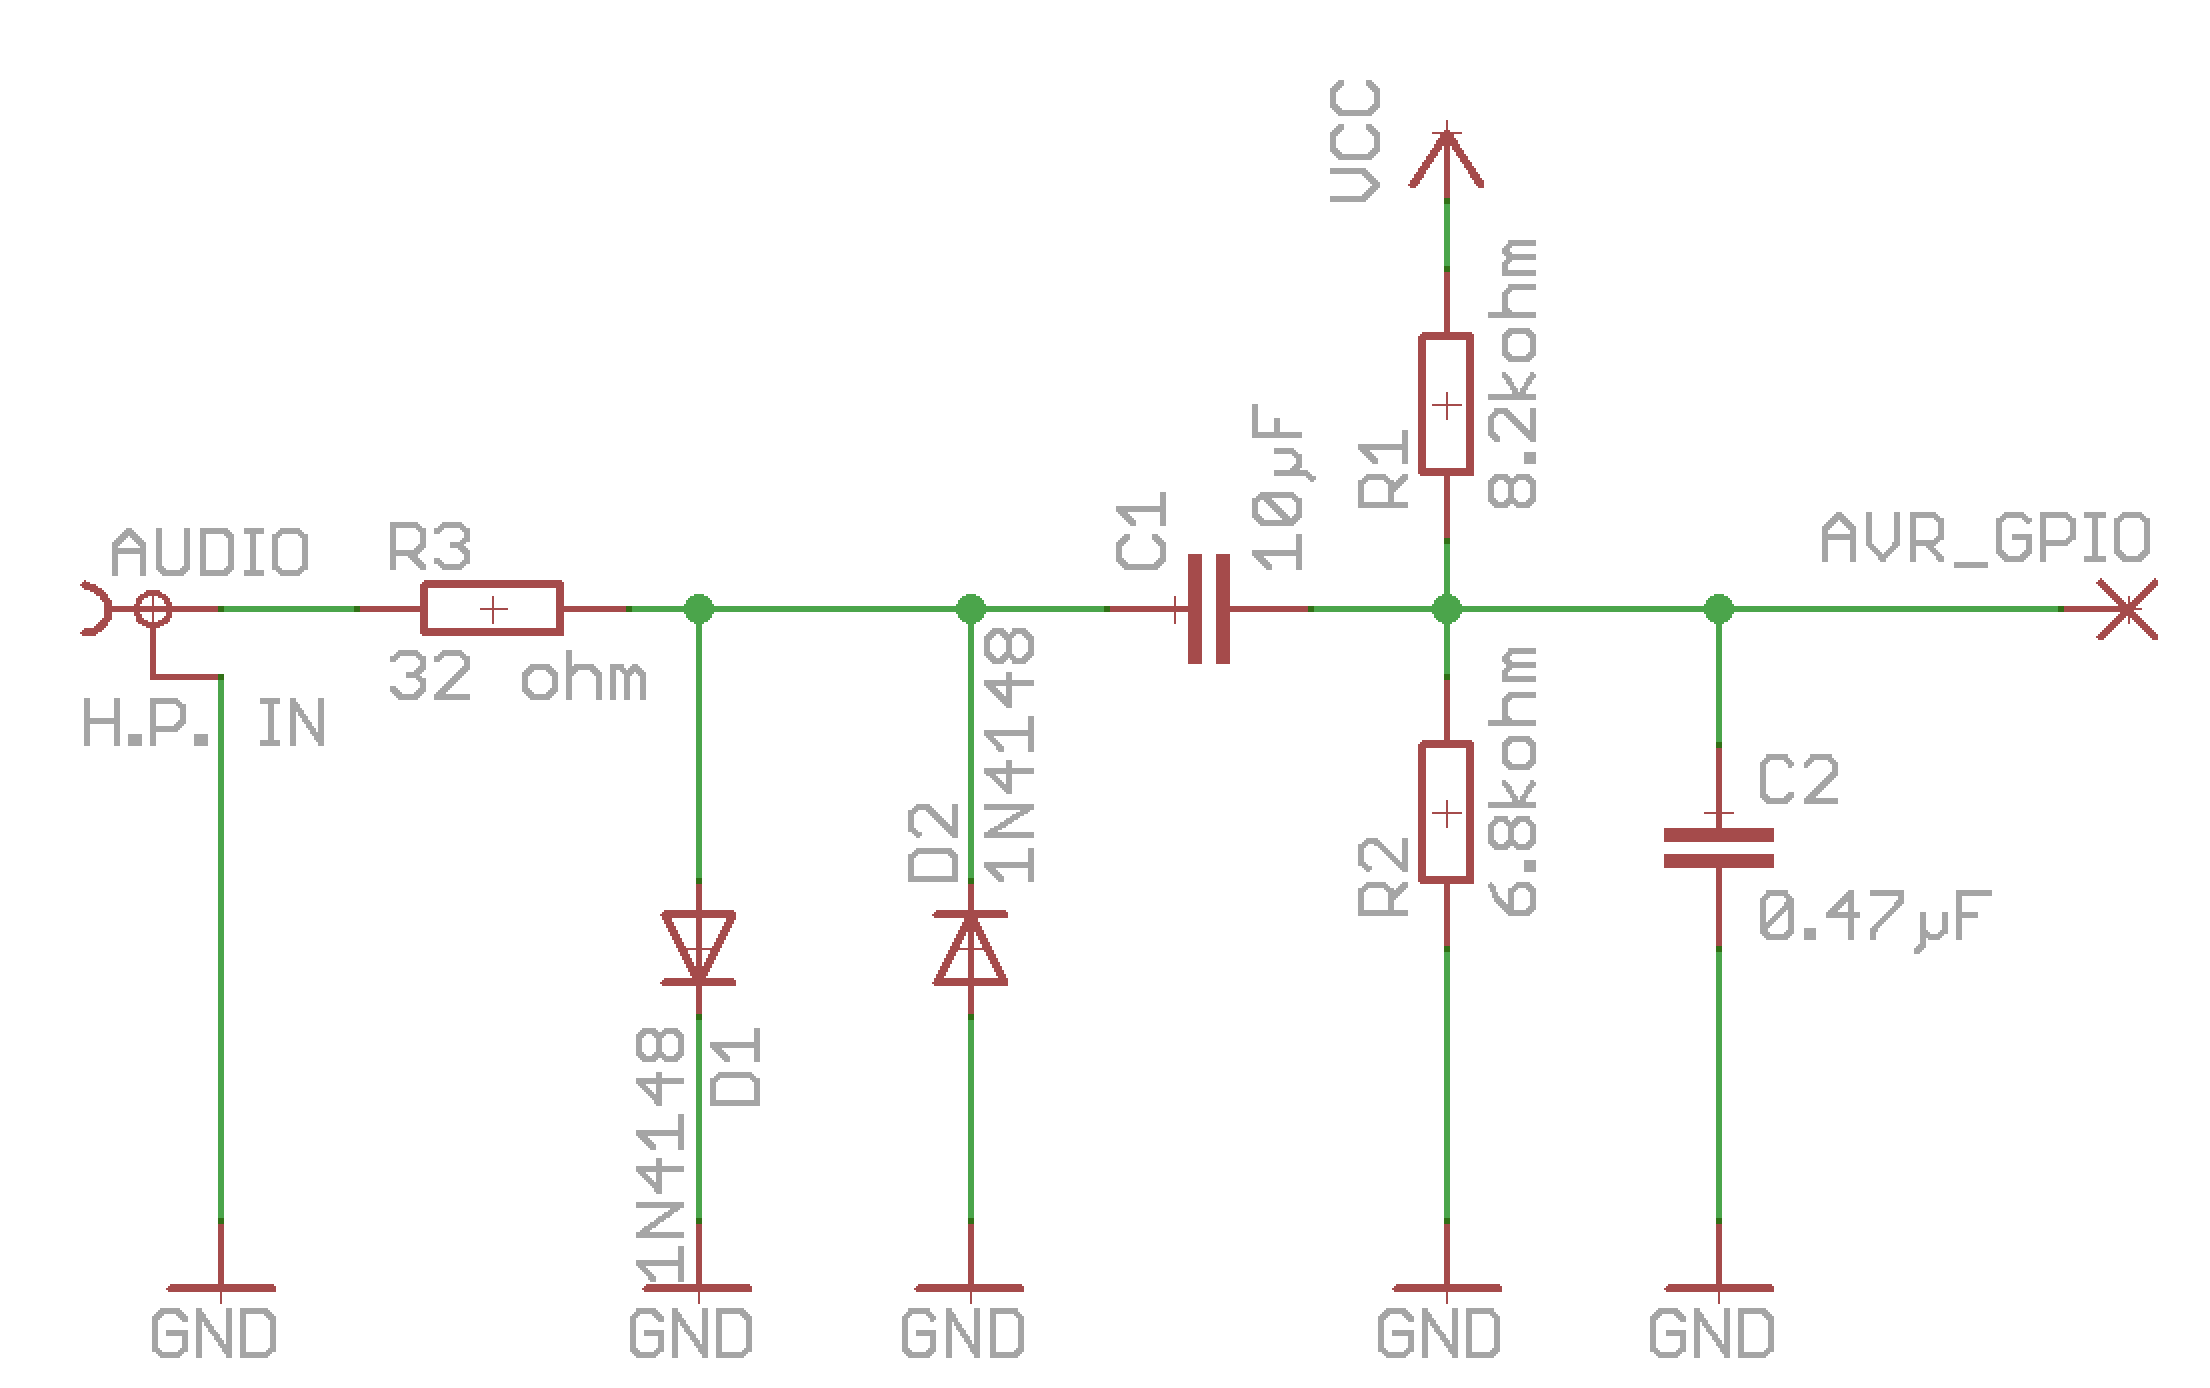 VCC
8.2kohm
R1
10µF
C1
AUDIO
R3
AVR_GPIO
32 ohm
H.P. IN
1N4148
D2
6.8kohm
R2
C2
0.47µF
1N4148
D1
GND
GND
GND
GND
GND